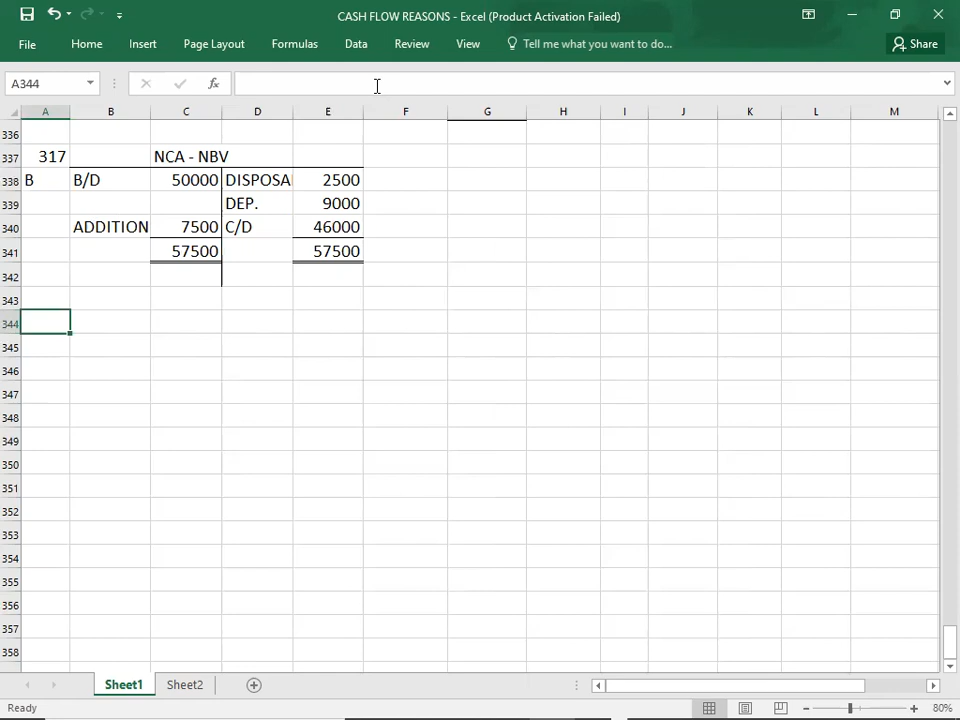 CASH FLOW REASONS - Excel (Product Activation Failed)
File Home Insert Page Layout Formulas Data Review View Tell me what you want to do... Share
A344 fx
A B C D E F G H I J K L M
336
337 317 NCA - NBV
338 B B/D 50000 DISPOSA 2500
339 DEP. 9000
340 ADDITION 7500 C/D 46000
341 57500 57500
342
343
344
345
346
347
348
349
350
351
352
353
354
355
356
357
358
Sheet1 Sheet2
Ready 80%